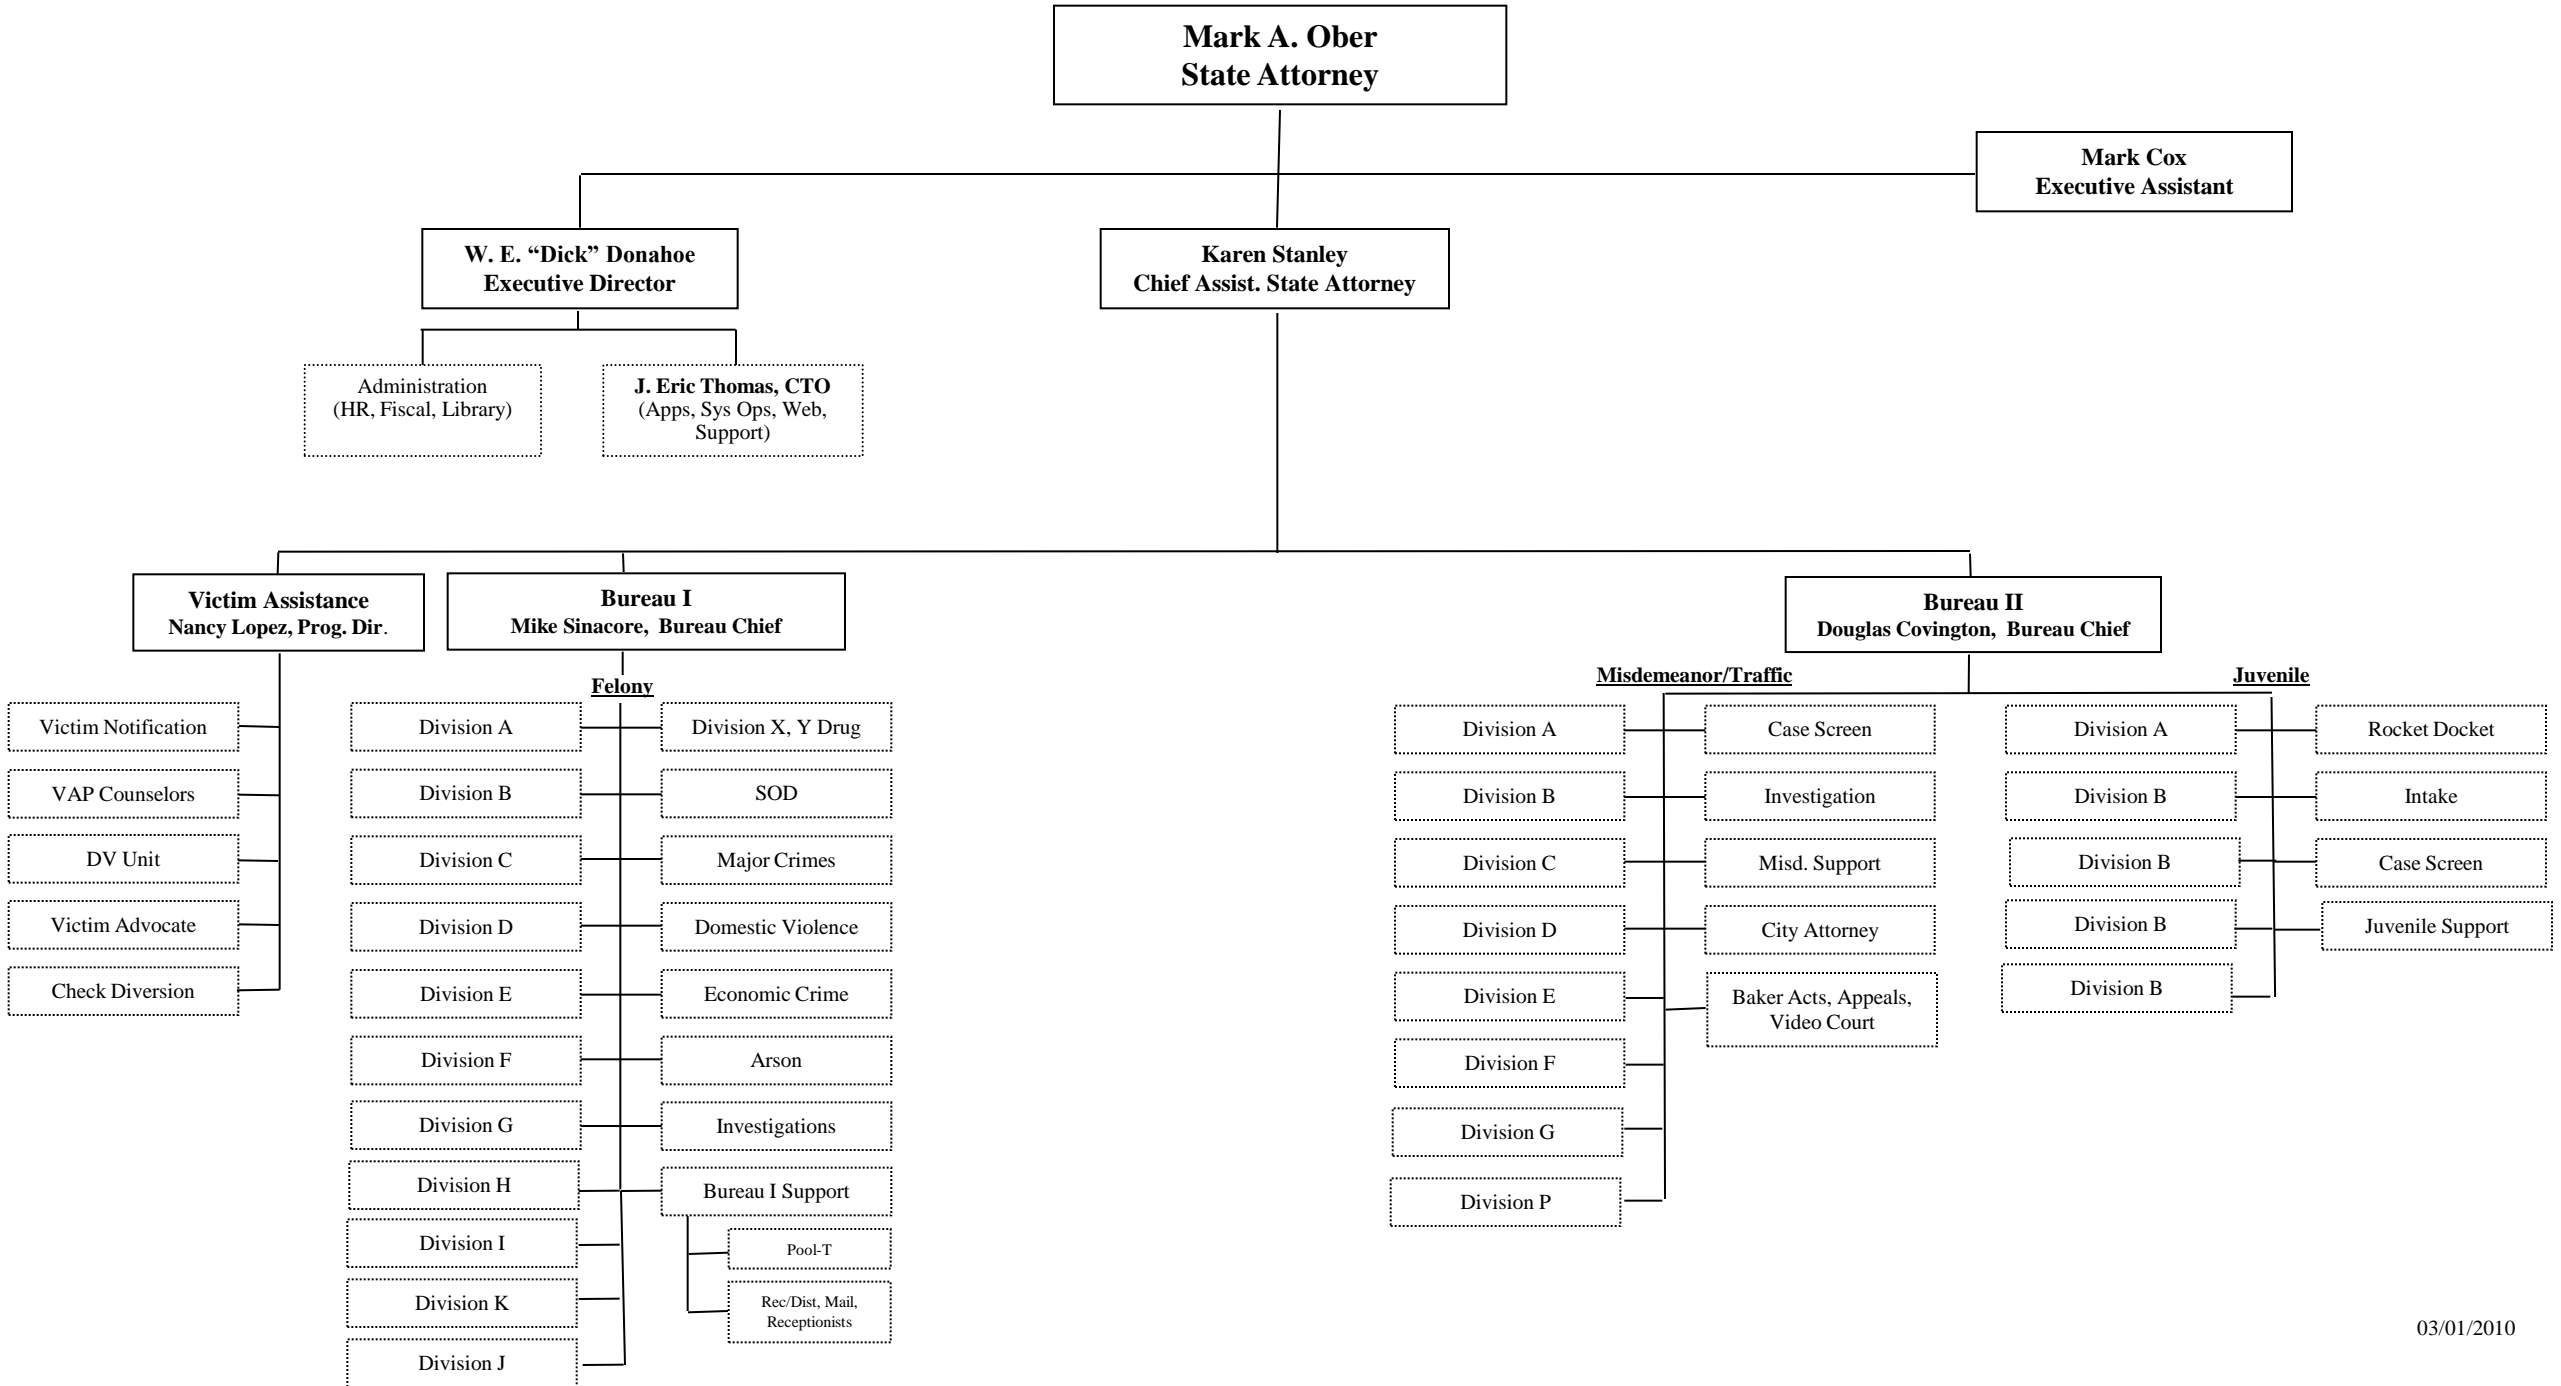 Mark A. Ober
State Attorney
Mark Cox
Executive Assistant
W. E. “Dick” Donahoe
Executive Director
Karen Stanley
Chief Assist. State Attorney
Administration
(HR, Fiscal, Library)
J. Eric Thomas, CTO
(Apps, Sys Ops, Web,
Support)
Victim Assistance
Nancy Lopez, Prog. Dir.
Victim Notification
VAP Counselors
DV Unit
Victim Advocate
Check Diversion
Bureau I
Mike Sinacore, Bureau Chief
Felony
Division A
Division B
Division C
Division D
Division E
Division F
Division G
Division H
Division I
Division K
Division J
Division X, Y Drug
SOD
Major Crimes
Domestic Violence
Economic Crime
Arson
Investigations
Bureau I Support
Pool-T
Rec/Dist, Mail,
Receptionists
Bureau II
Douglas Covington, Bureau Chief
Misdemeanor/Traffic
Division A
Division B
Division C
Division D
Division E
Division F
Division G
Division P
Case Screen
Investigation
Misd. Support
City Attorney
Baker Acts, Appeals,
Video Court
Juvenile
Division A
Division B
Division B
Division B
Division B
Rocket Docket
Intake
Case Screen
Juvenile Support
03/01/2010